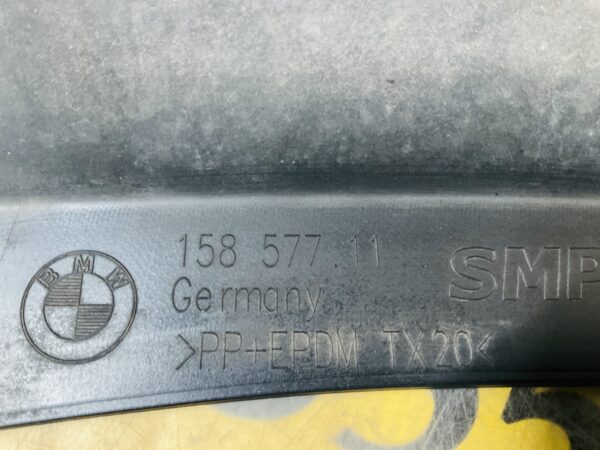 BMW
158 577.11
SMP
Germany
>PP+EPDM TX20<